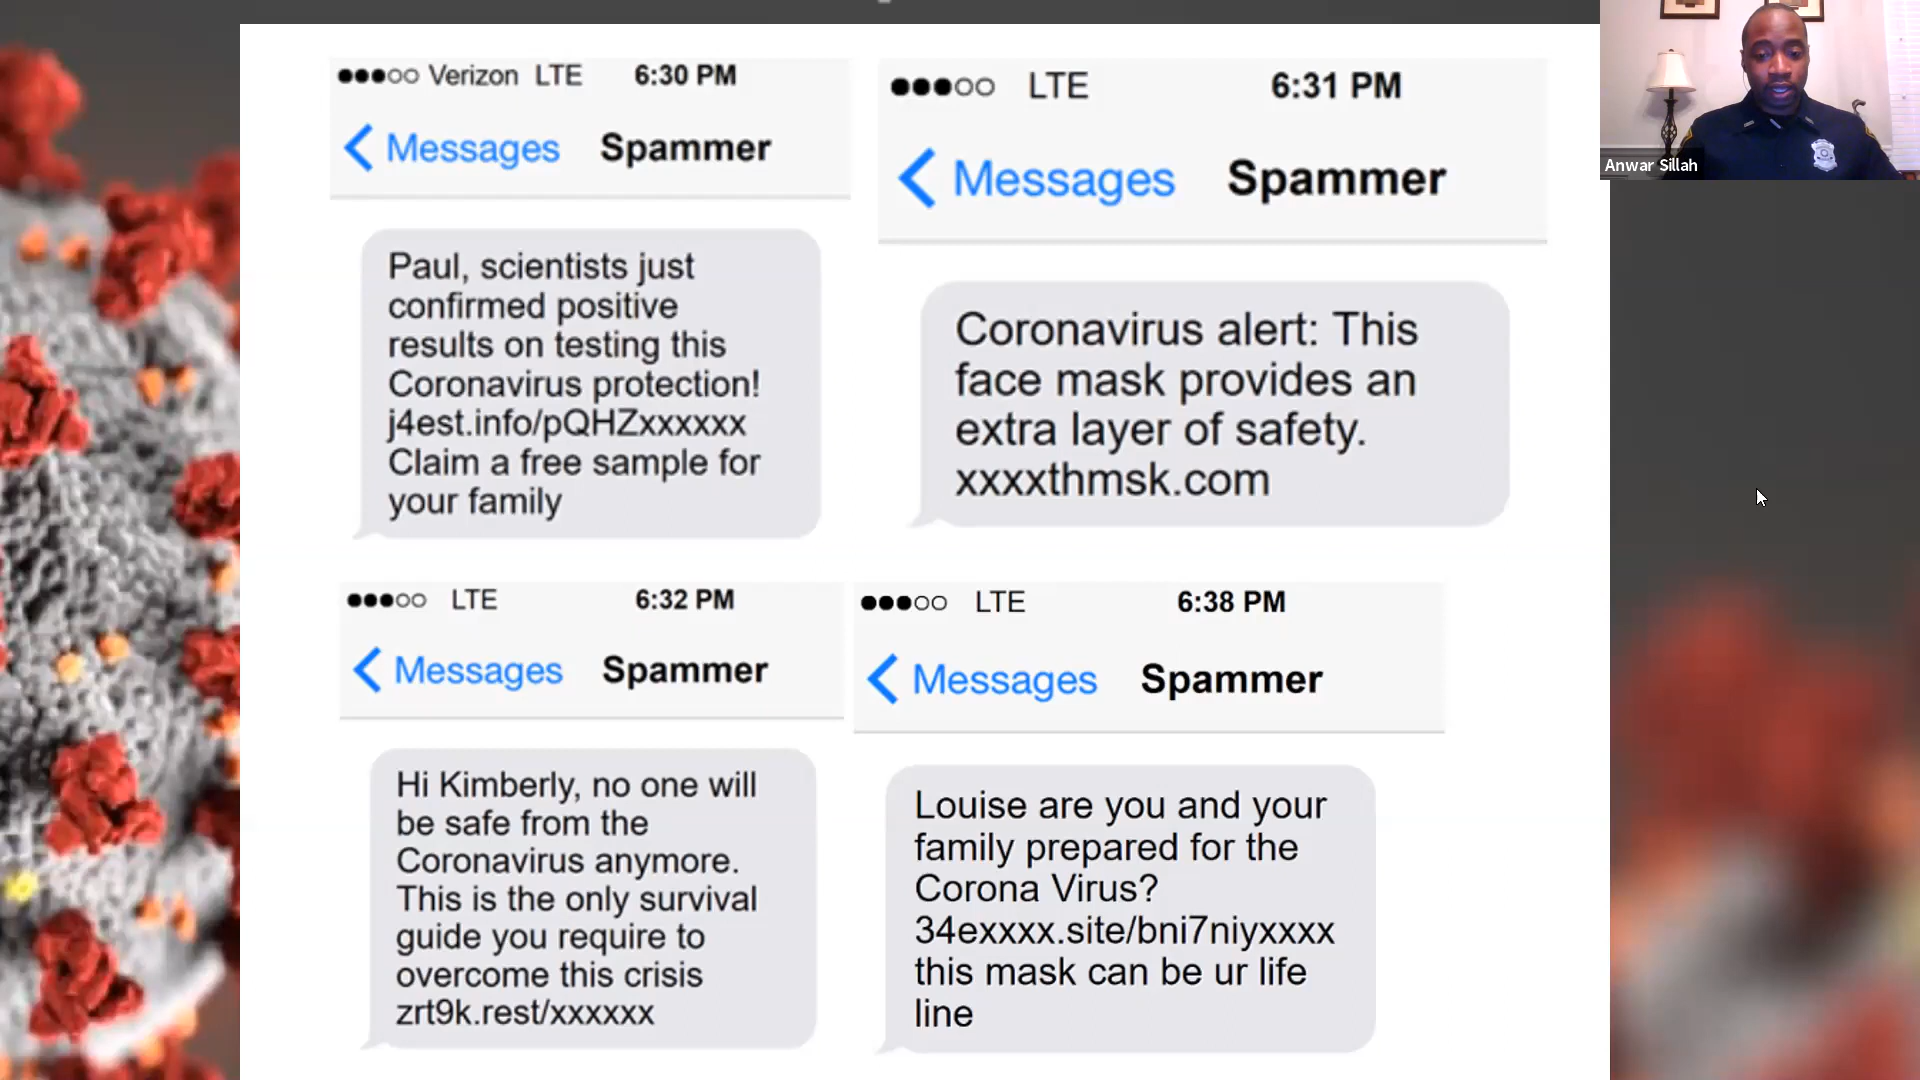 Verizon LTE 6:30 PM
Messages Spammer
Paul, scientists just
confirmed positive
results on testing this
Coronavirus protection!
j4est.info/pQHZxxxxxx
Claim a free sample for
your family
LTE 6:31 PM
Messages Spammer
Coronavirus alert: This
face mask provides an
extra layer of safety.
xxxxthmsk.com
Anwar Sillah
LTE 6:32 PM
Messages Spammer
Hi Kimberly, no one will
be safe from the
Coronavirus anymore.
This is the only survival
guide you require to
overcome this crisis
zrt9k.rest/xxxxxx
LTE 6:38 PM
Messages Spammer
Louise are you and your
family prepared for the
Corona Virus?
34exxxx.site/bni7niyxxxx
this mask can be ur life
line